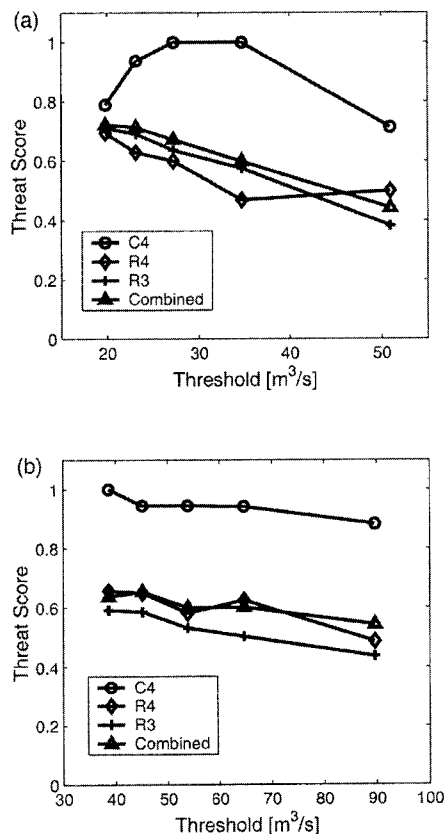 (a)
1
0.8
0.6
0.4
0.2
0
Threat Score
C4
R4
R3
Combined
20 30 40 50
Threshold [m³/s]
(b)
1
0.8
0.6
0.4
0.2
0
Threat Score
C4
R4
R3
Combined
30 40 50 60 70 80 90 100
Threshold [m³/s]